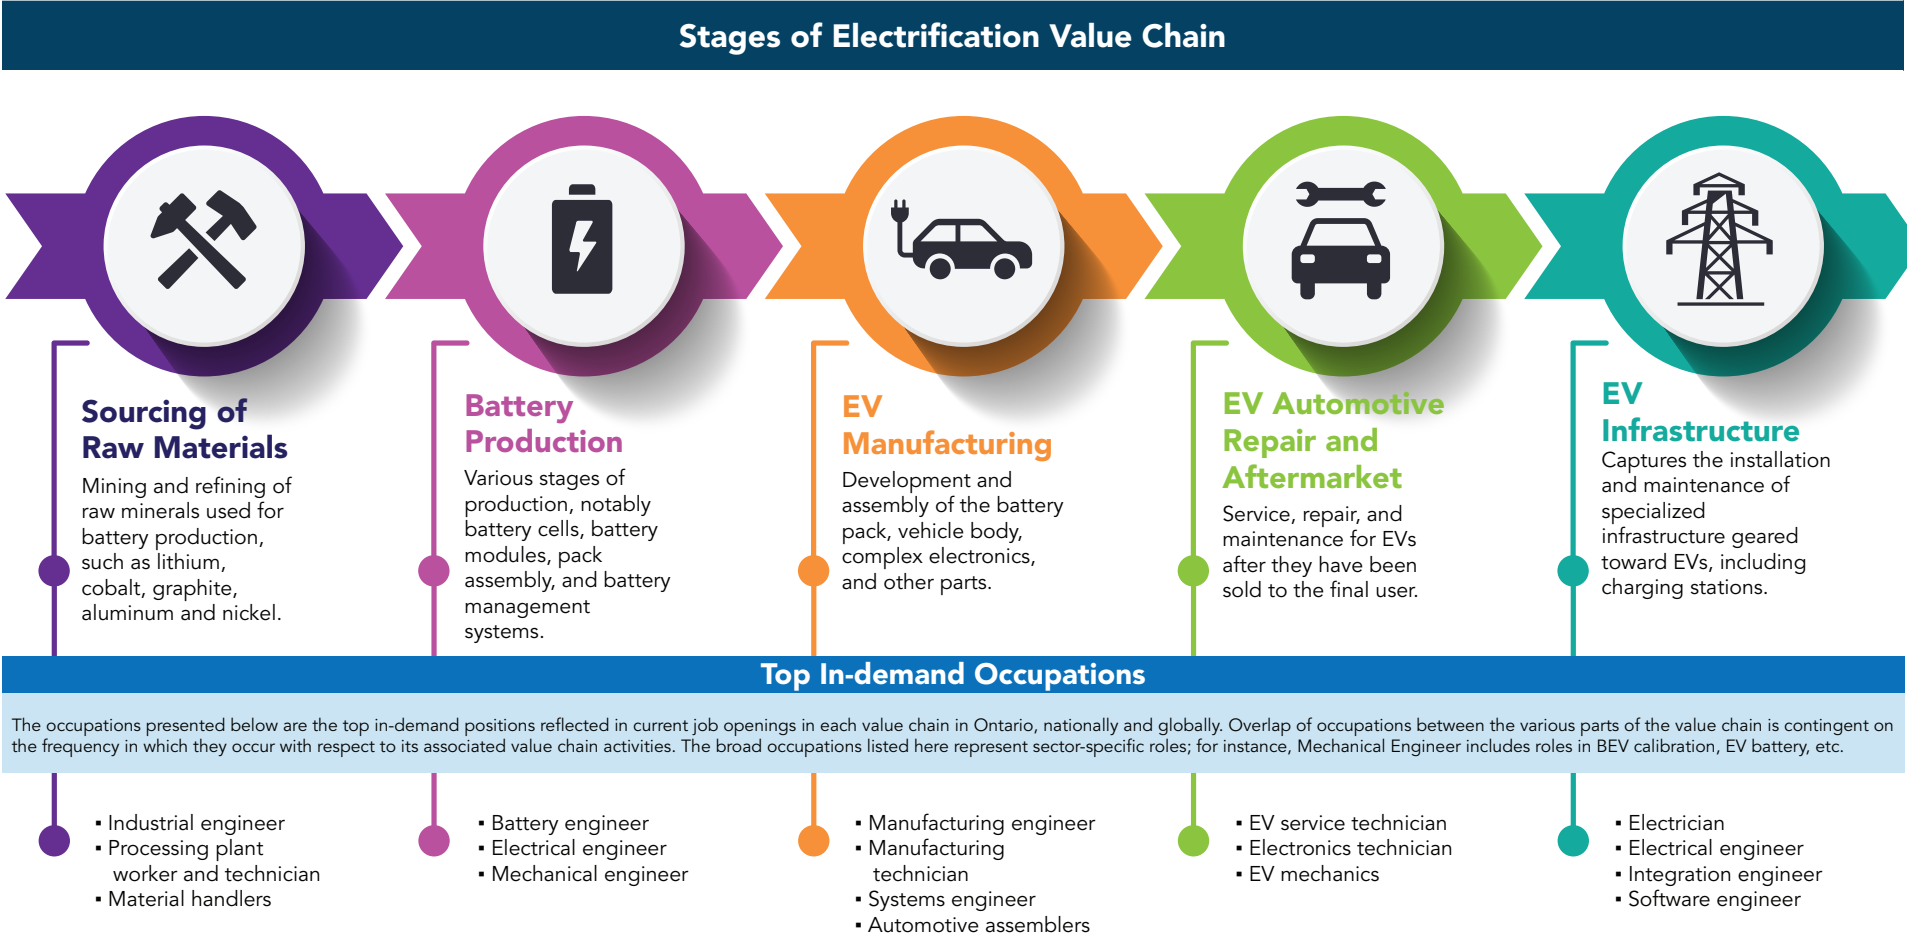 Stages of Electrification Value Chain
Sourcing of
Raw Materials
Mining and refining of
raw minerals used for
battery production,
such as lithium,
cobalt, graphite,
aluminum and nickel.
Battery
Production
Various stages of
production, notably
battery cells, battery
modules, pack
assembly, and battery
management
systems.
EV
Manufacturing
Development and
assembly of the battery
pack, vehicle body,
complex electronics,
and other parts.
EV Automotive
Repair and
Aftermarket
Service, repair, and
maintenance for EVs
after they have been
sold to the final user.
EV
Infrastructure
Captures the installation
and maintenance of
specialized
infrastructure geared
toward EVs, including
charging stations.
Top In-demand Occupations
The occupations presented below are the top in-demand positions reflected in current job openings in each value chain in Ontario, nationally and globally. Overlap of occupations between the various parts of the value chain is contingent on
the frequency in which they occur with respect to its associated value chain activities. The broad occupations listed here represent sector-specific roles; for instance, Mechanical Engineer includes roles in BEV calibration, EV battery, etc.
▪ Industrial engineer
▪ Processing plant
worker and technician
▪ Material handlers
▪ Battery engineer
▪ Electrical engineer
▪ Mechanical engineer
▪ Manufacturing engineer
▪ Manufacturing
technician
▪ Systems engineer
▪ Automotive assemblers
▪ EV service technician
▪ Electronics technician
▪ EV mechanics
▪ Electrician
▪ Electrical engineer
▪ Integration engineer
▪ Software engineer